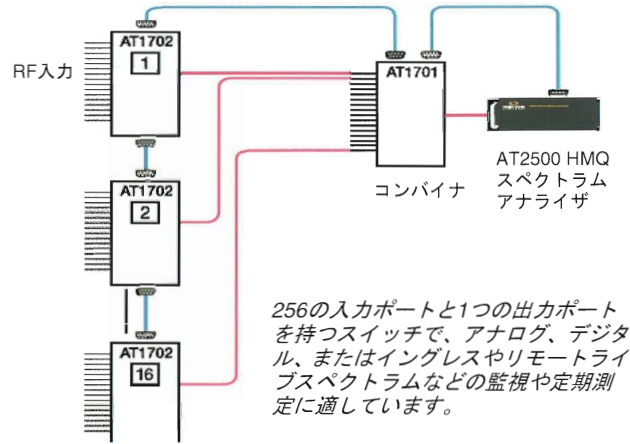 AT1702
1
RF入力
AT1701
コンバイナ
AT2500 HMQ
スペクトラム
アナライザ
AT1702
2
AT1702
16
256の入力ポートと1つの出力ポート
を持つスイッチで、アナログ、デジタ
ル、またはイングレスやリモートライ
ブスペクトラムなどの監視や定期測
定に適しています。